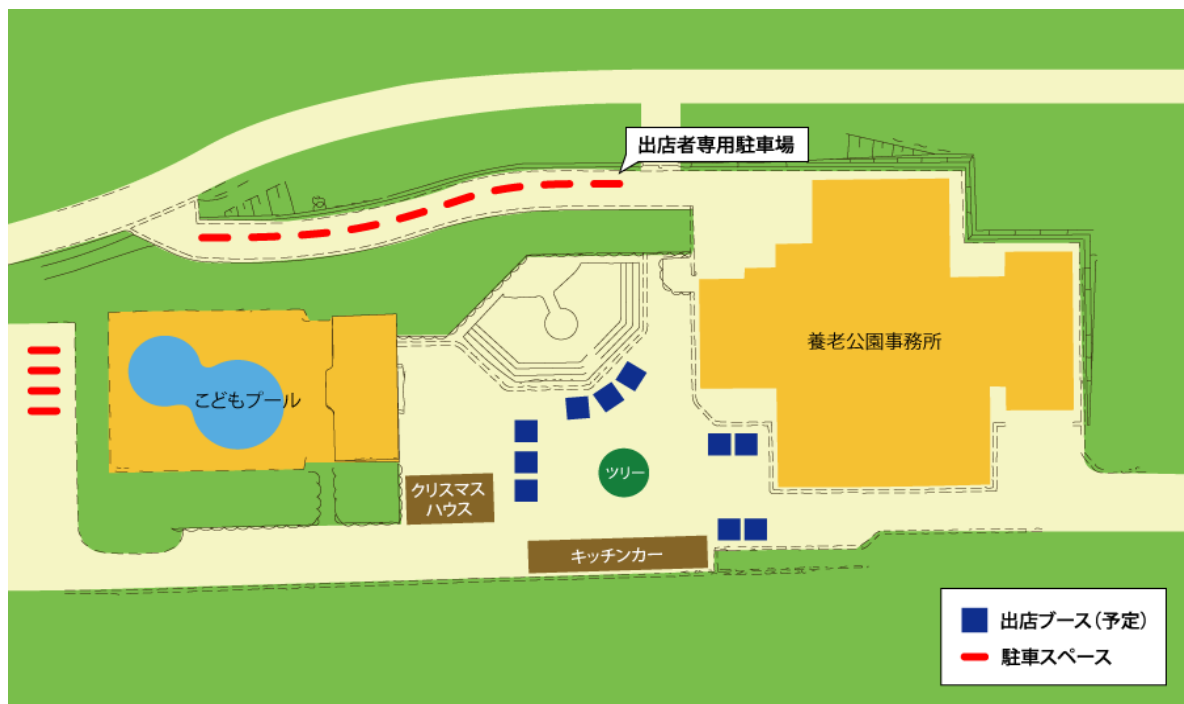 出店者専用駐車場
養老公園事務所
こどもプール
ツリー
クリスマス
ハウス
キッチンカー
出店ブース(予定)
駐車スペース